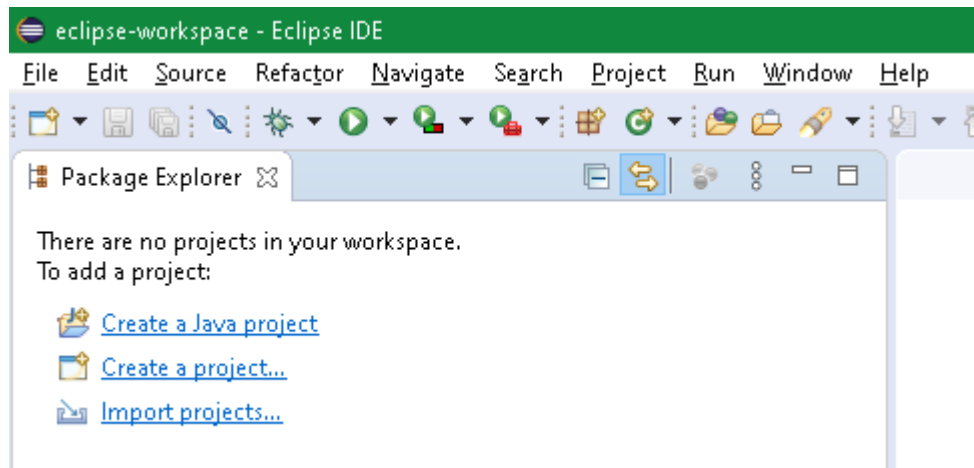 eclipse-workspace - Eclipse IDE
File Edit Source Refactor Navigate Search Project Run Window Help
Package Explorer
There are no projects in your workspace.
To add a project:
Create a Java project
Create a project...
Import projects...